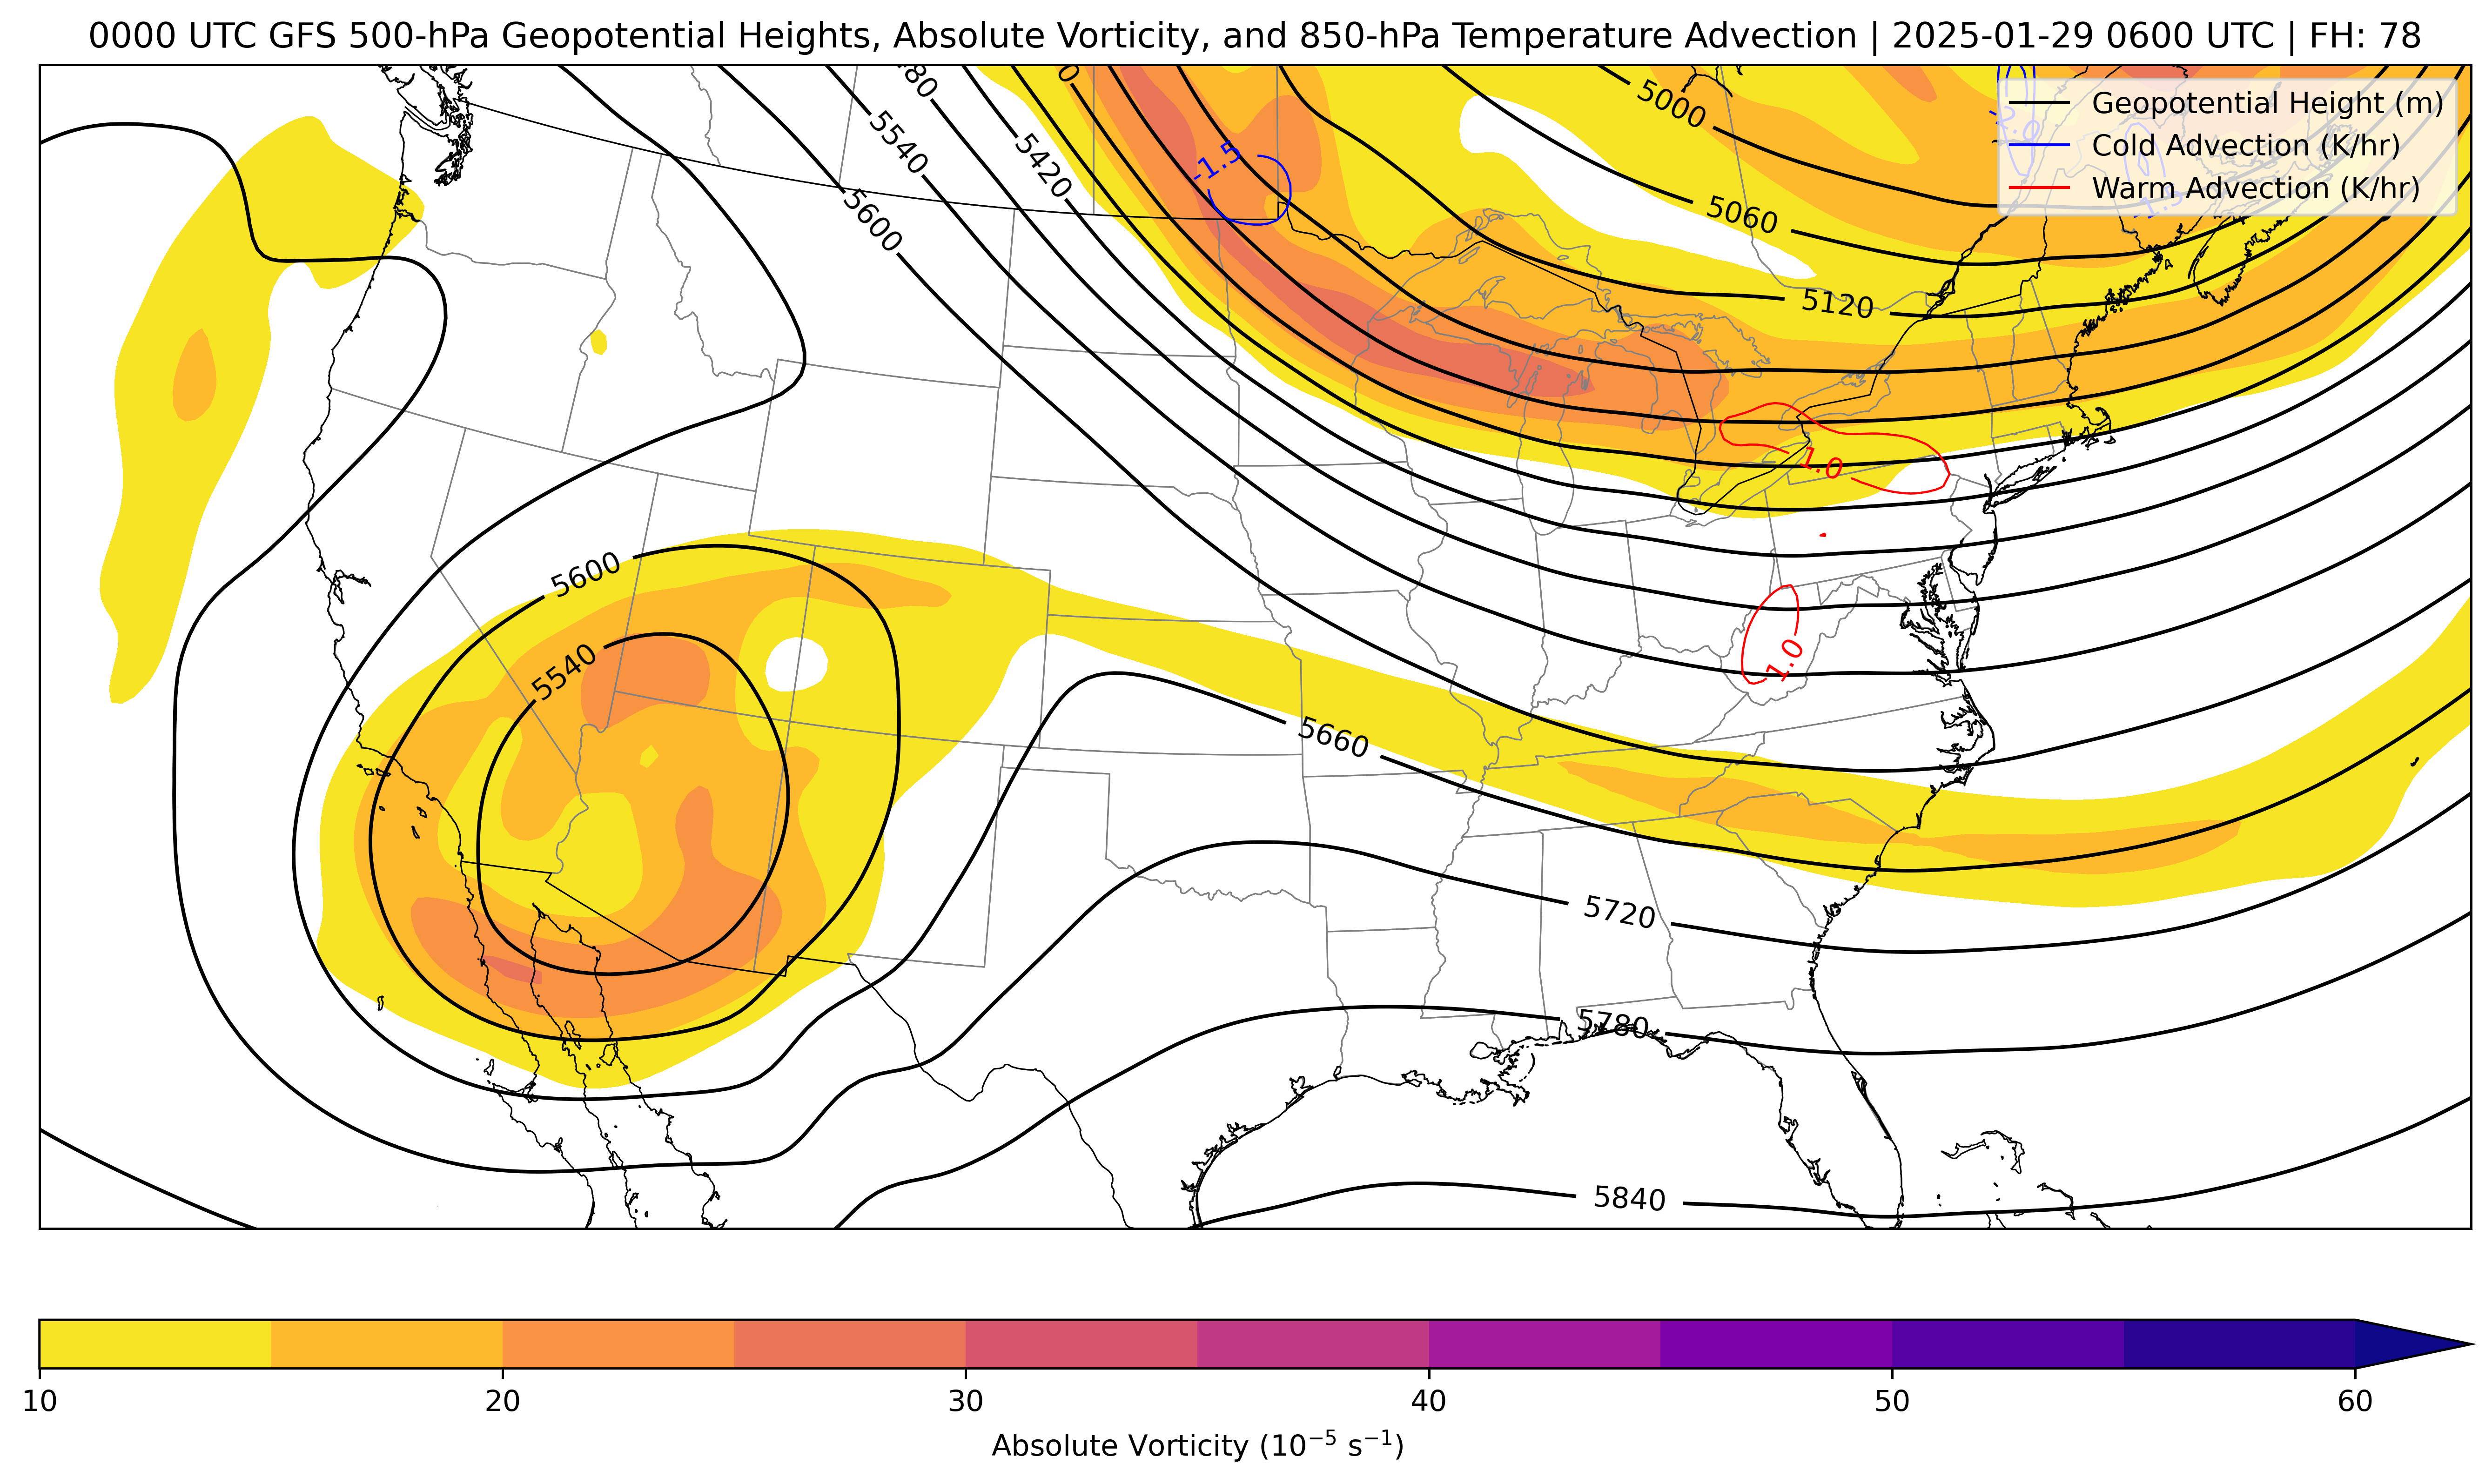 0000 UTC GFS 500-hPa Geopotential Heights, Absolute Vorticity, and 850-hPa Temperature Advection | 2025-01-29 0600 UTC | FH: 78
Geopotential Height (m)
Cold Advection (K/hr)
Warm Advection (K/hr)
5000
5540
5420
-1.5
5600
5060
5120
1.0
5600
5540
1.0
5660
5720
5780
5840
10 20 30 40 50 60
Absolute Vorticity (10⁻⁵ s⁻¹)